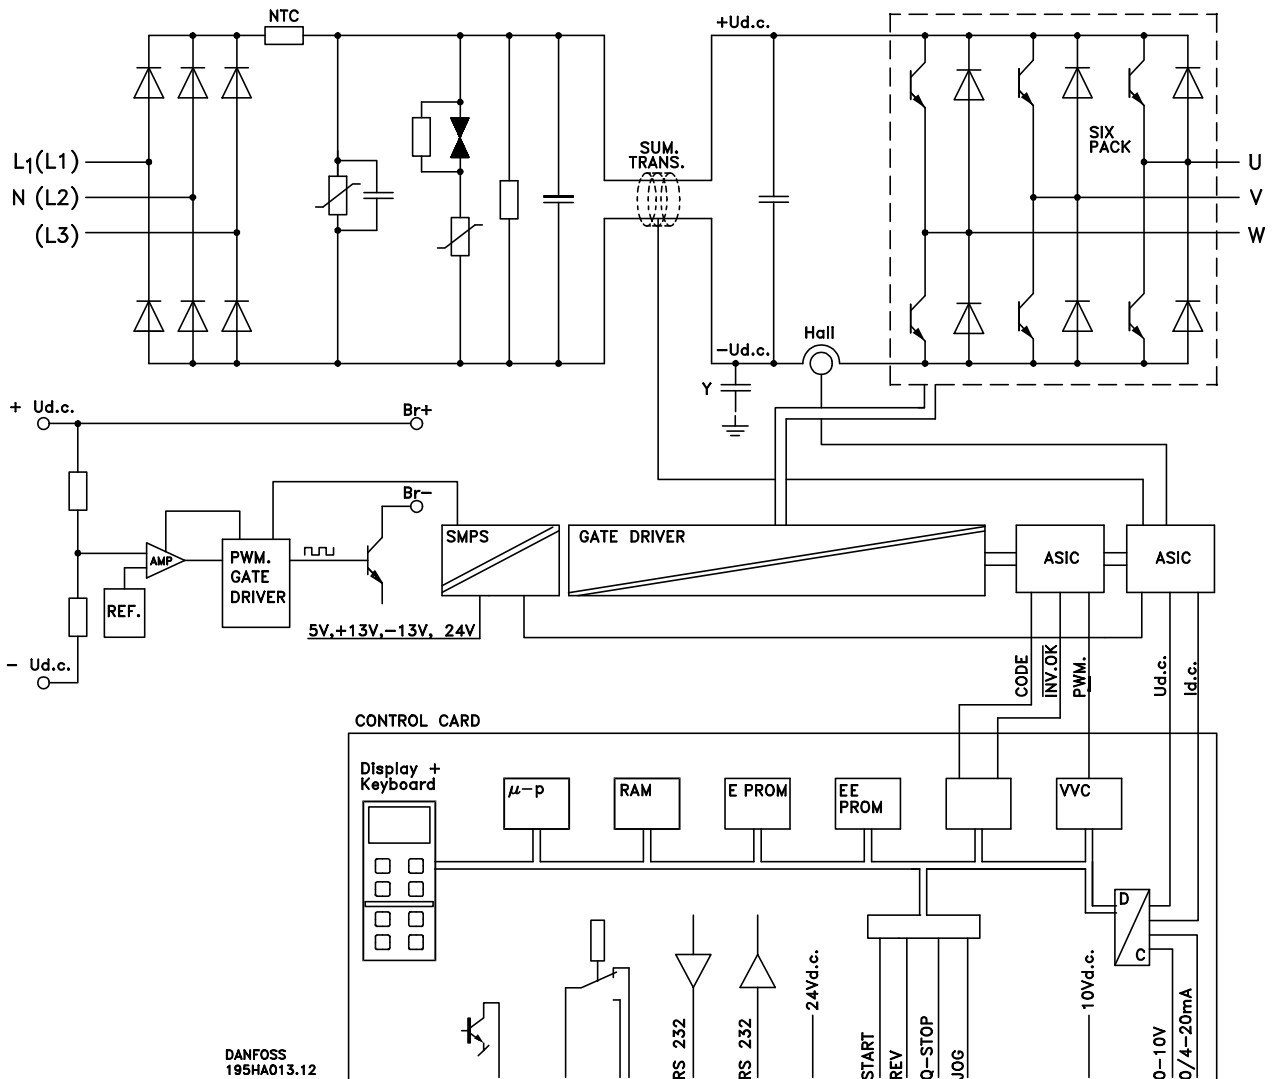 NTC
+Ud.c.
SIX
PACK
SUM.
TRANS.
L1(L1)
N (L2)
(L3)
U
V
W
Hall
-Ud.c.
Y
+ Ud.c.
Br+
Br-
AMP
REF.
PWM.
GATE
DRIVER
SMPS
GATE DRIVER
ASIC
ASIC
5V,+13V,-13V, 24V
- Ud.c.
CODE
INV.OK
PWM.
Ud.c.
Id.c.
CONTROL CARD
Display +
Keyboard
μ-p
RAM
E PROM
EE
PROM
VVC
D
C
RS 232
RS 232
24Vd.c.
START
REV
Q-STOP
JOG
10Vd.c.
0-10V
0/4-20mA
DANFOSS
195HA013.12